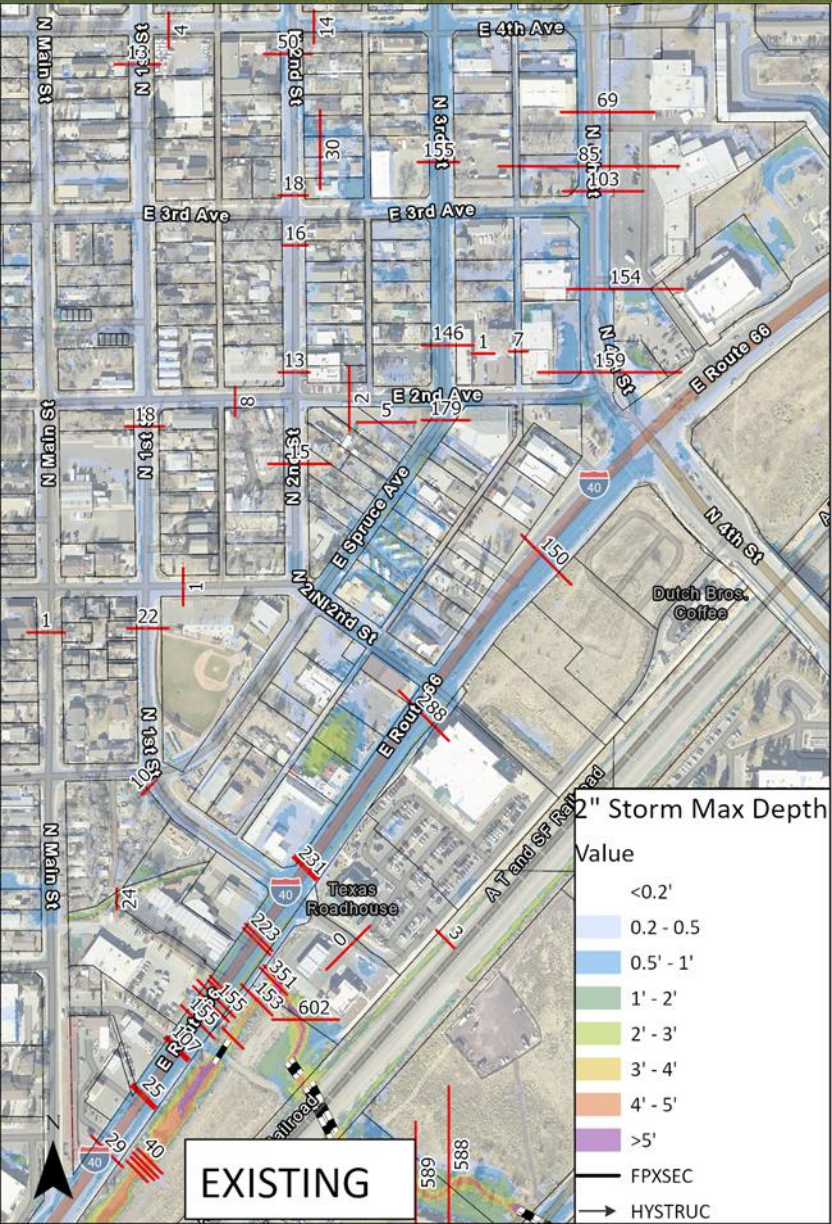 E 4th Ave
N Main St
N 1st St
13
4
50
N 2nd St
14
30
18
N 3rd St
155
69
85
103
E 3rd Ave
E 3rd Ave
16
154
146
1
7
159
N 4th St
E Route 66
13
2
E 2nd Ave
8
5
179
18
N Main St
N 1st St
15
N 2nd St
E Spruce Ave
40
150
N 4th St
Dutch Bros.
Coffee
1
22
1
N 2nd St
288
E Route 66
N 1st St
10
N Main St
A T and SF Railroad
231
40
Texas
Roadhouse
24
223
0
3
351
153
602
155
155
107
25
29
40
40
Railroad
589
588
N
EXISTING
2" Storm Max Depth
Value
<0.2'
0.2 - 0.5
0.5' - 1'
1' - 2'
2' - 3'
3' - 4'
4' - 5'
>5'
FPXSEC
HYSTRUC